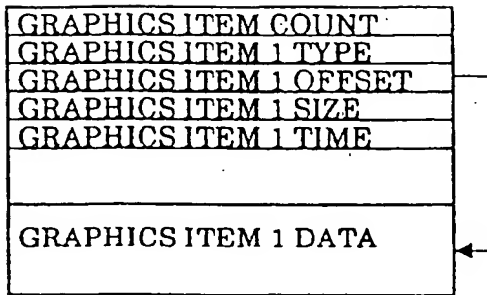 GRAPHICS ITEM COUNT
GRAPHICS ITEM 1 TYPE
GRAPHICS ITEM 1 OFFSET
GRAPHICS ITEM 1 SIZE
GRAPHICS ITEM 1 TIME
GRAPHICS ITEM 1 DATA